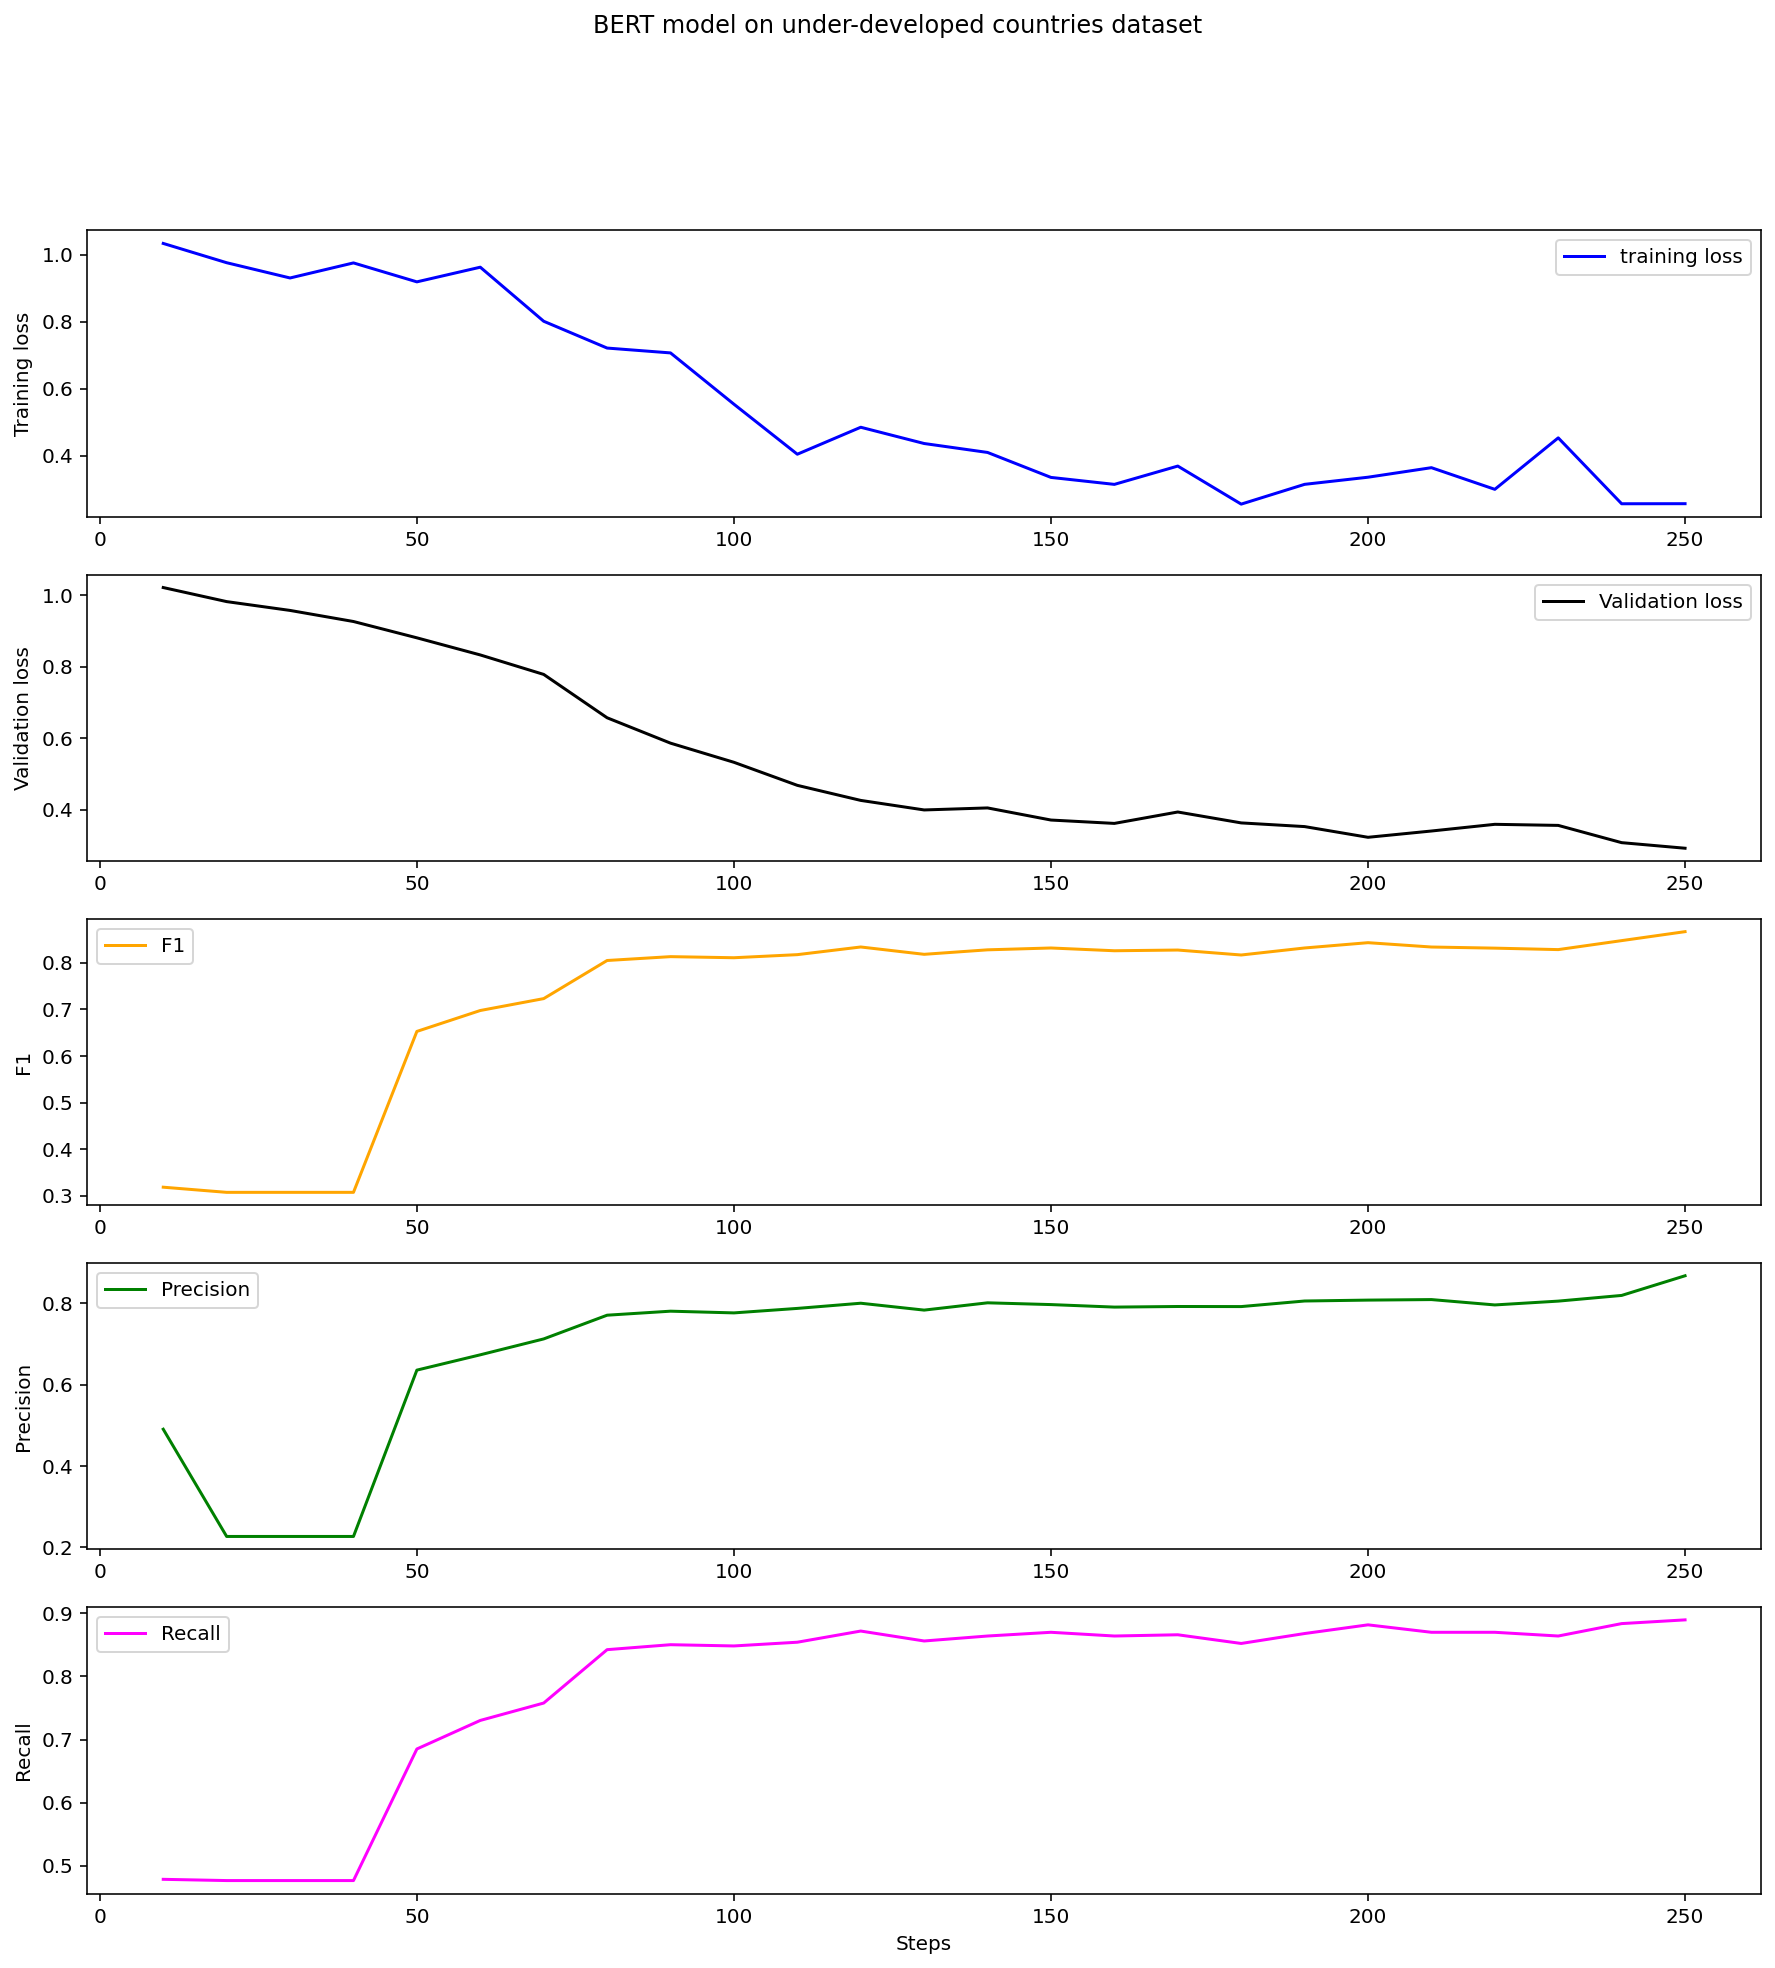 BERT model on under-developed countries dataset
Training loss
1.0
0.8
0.6
0.4
training loss
0 50 100 150 200 250
Validation loss
1.0
0.8
0.6
0.4
Validation loss
0 50 100 150 200 250
F1
0.8
0.7
0.6
0.5
0.4
0.3
F1
0 50 100 150 200 250
Precision
0.8
0.6
0.4
0.2
Precision
0 50 100 150 200 250
Recall
0.9
0.8
0.7
0.6
0.5
Recall
0 50 100 150 200 250
Steps